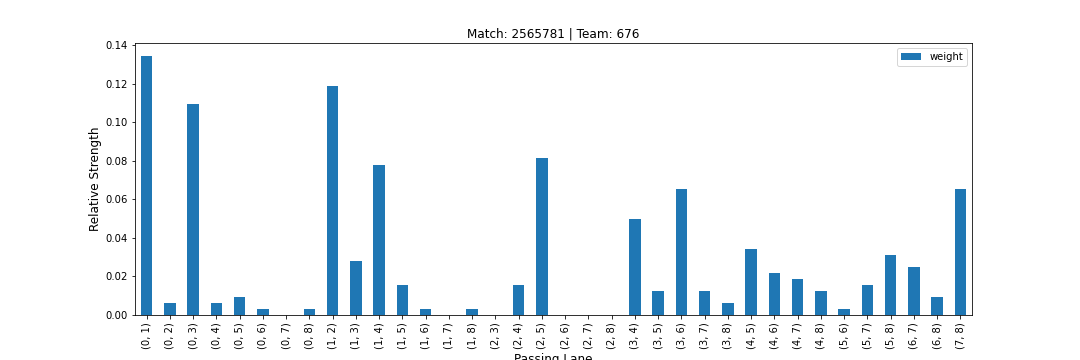 Match: 2565781 | Team: 676
weight
Relative Strength
0.14
0.12
0.10
0.08
0.06
0.04
0.02
0.00
(0, 1) (0, 2) (0, 3) (0, 4) (0, 5) (0, 6) (0, 7) (0, 8) (1, 2) (1, 3) (1, 4) (1, 5) (1, 6) (1, 7) (1, 8) (2, 3) (2, 4) (2, 5) (2, 6) (2, 7) (2, 8) (3, 4) (3, 5) (3, 6) (3, 7) (3, 8) (4, 5) (4, 6) (4, 7) (4, 8) (5, 6) (5, 7) (5, 8) (6, 7) (6, 8) (7, 8)
Passing Lane